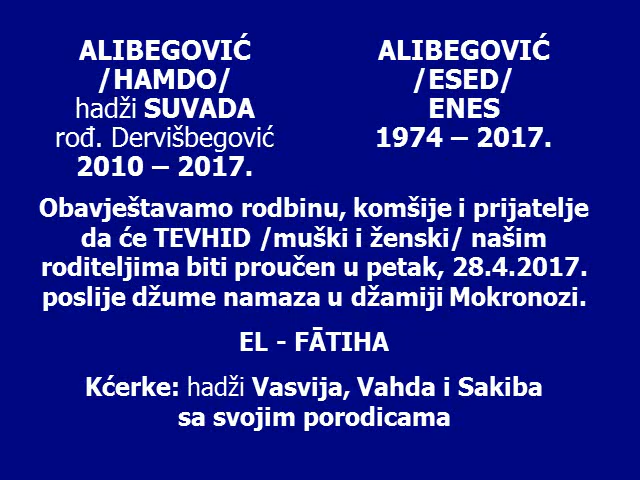 ALIBEGOVIĆ
/HAMDO/
hadži SUVADA
rođ. Dervišbegović
2010 – 2017.
ALIBEGOVIĆ
/ESED/
ENES
1974 – 2017.
Obavještavamo rodbinu, komšije i prijatelje
da će TEVHID /muški i ženski/ našim
roditeljima biti proučen u petak, 28.4.2017.
poslije džume namaza u džamiji Mokronozi.
EL - FĀTIHA
Kćerke: hadži Vasvija, Vahda i Sakiba
sa svojim porodicama